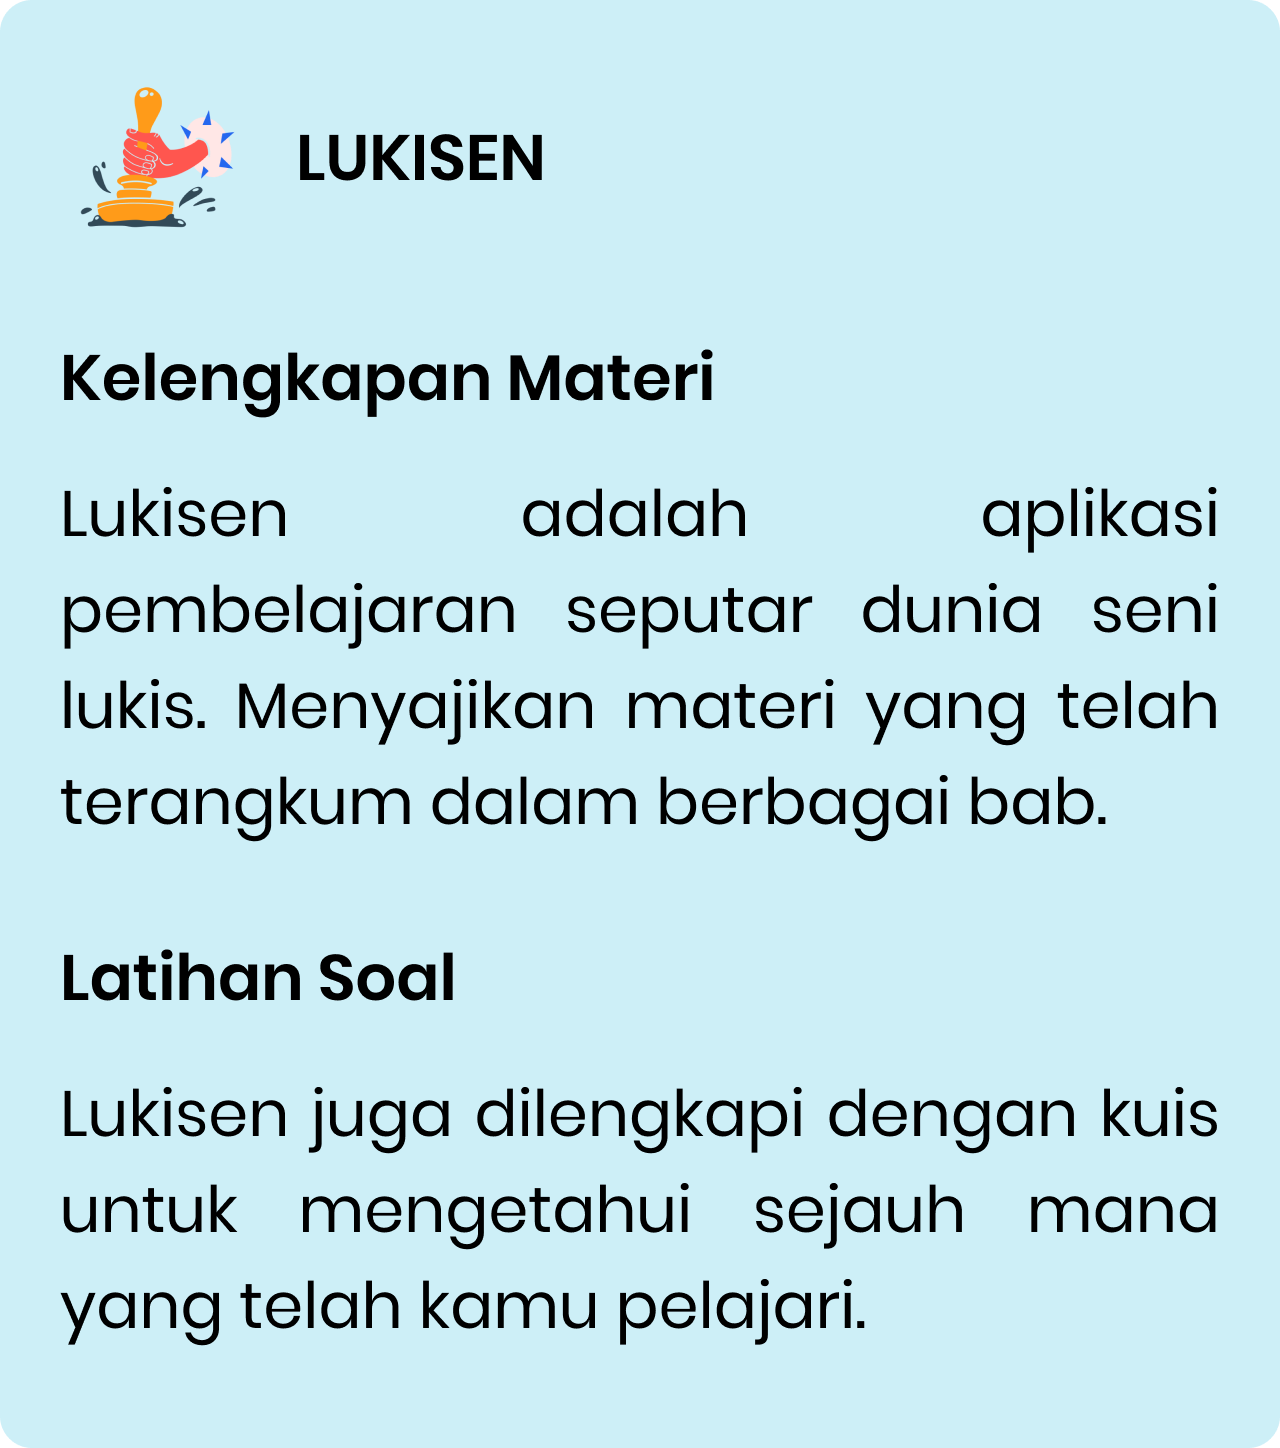 LUKISEN
Kelengkapan Materi
Lukisen adalah aplikasi
pembelajaran seputar dunia seni
lukis. Menyajikan materi yang telah
terangkum dalam berbagai bab.
Latihan Soal
Lukisen juga dilengkapi dengan kuis
untuk mengetahui sejauh mana
yang telah kamu pelajari.